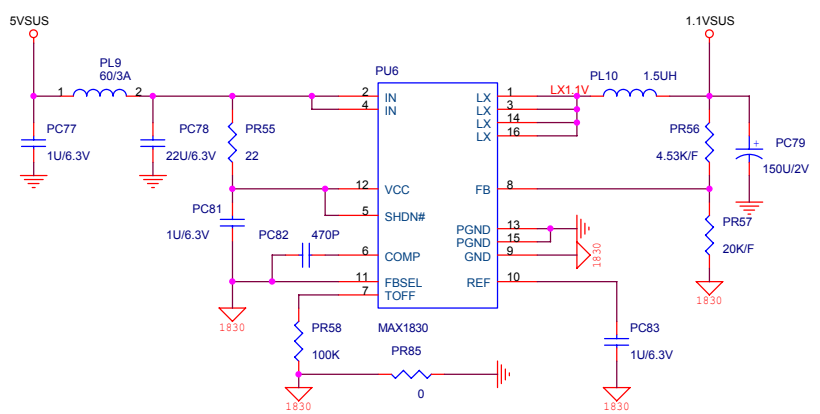 5VSUS
1.1VSUS
PL9
60/3A
1
2
PU6
PL10
1.5UH
LX1.1V
2
IN
4
IN
1
LX
3
LX
14
LX
16
LX
PC77
1U/6.3V
PC78
22U/6.3V
PR55
22
PR56
4.53K/F
PC79
+
150U/2V
12
VCC
5
SHDN#
8
FB
PC81
1U/6.3V
PC82
470P
6
COMP
11
FBSEL
7
TOFF
13
PGND
15
PGND
9
GND
10
REF
1830
PR57
20K/F
1830
1830
PR58
100K
MAX1830
PR85
0
PC83
1U/6.3V
1830
1830